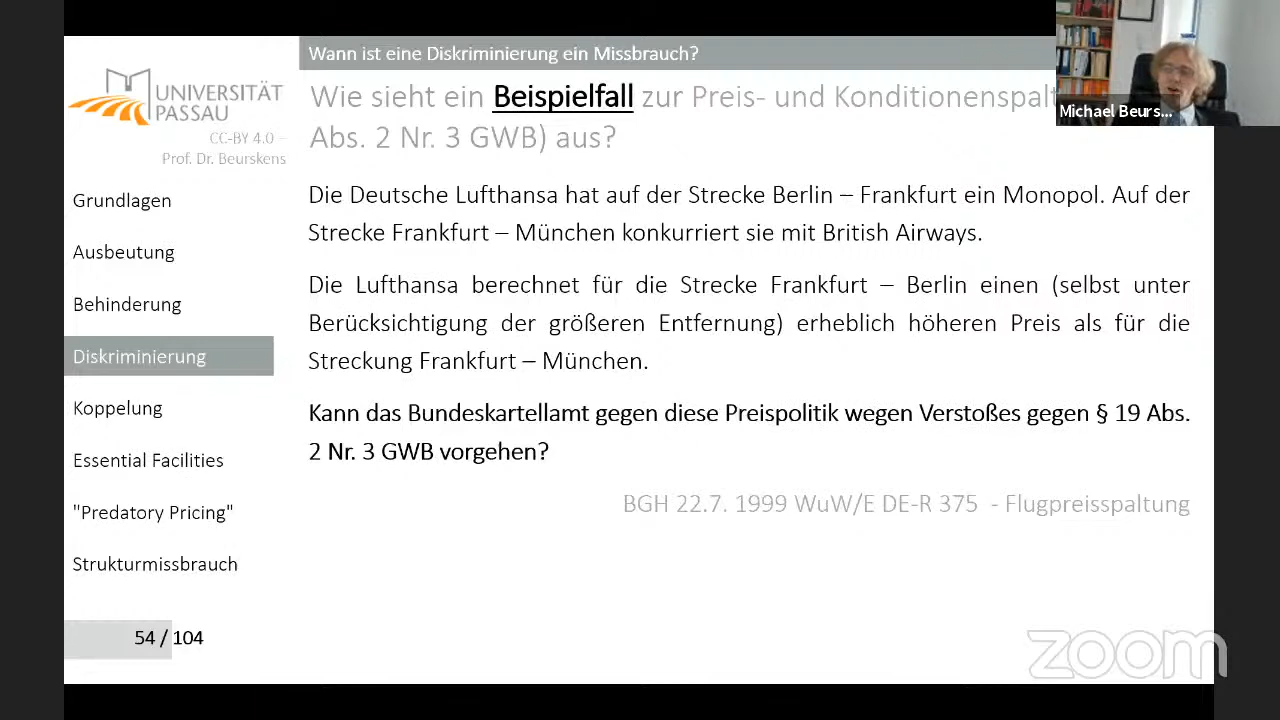 Wann ist eine Diskriminierung ein Missbrauch?
Wie sieht ein Beispielfall zur Preis- und Konditionenspalt
Abs. 2 Nr. 3 GWB) aus?
Michael Beurs...
UNIVERSITÄT
PASSAU
CC-BY 4.0 –
Prof. Dr. Beurskens
Grundlagen
Ausbeutung
Behinderung
Diskriminierung
Koppelung
Essential Facilities
"Predatory Pricing"
Strukturmissbrauch
54 / 104
Die Deutsche Lufthansa hat auf der Strecke Berlin – Frankfurt ein Monopol. Auf der
Strecke Frankfurt – München konkurriert sie mit British Airways.
Die Lufthansa berechnet für die Strecke Frankfurt – Berlin einen (selbst unter
Berücksichtigung der größeren Entfernung) erheblich höheren Preis als für die
Streckung Frankfurt – München.
Kann das Bundeskartellamt gegen diese Preispolitik wegen Verstoßes gegen § 19 Abs.
2 Nr. 3 GWB vorgehen?
BGH 22.7. 1999 WuW/E DE-R 375 - Flugpreisspaltung
zoom